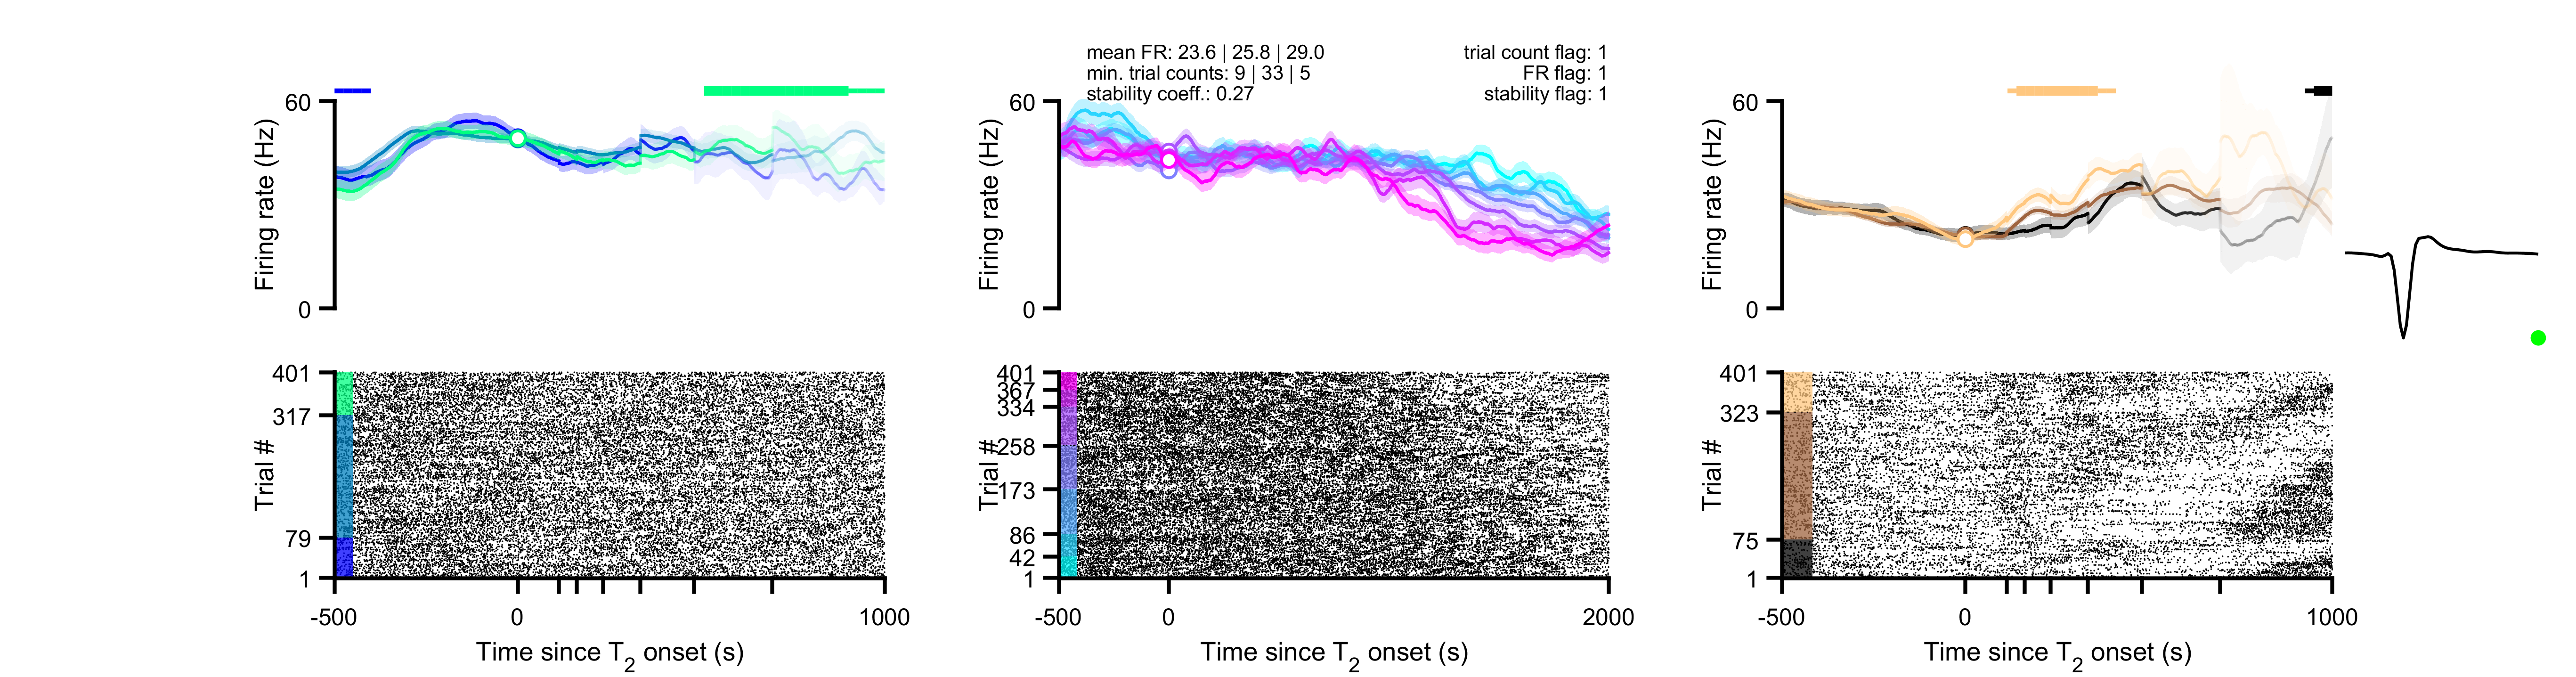 mean FR: 23.6 | 25.8 | 29.0
min. trial counts: 9 | 33 | 5
stability coeff.: 0.27
trial count flag: 1
FR flag: 1
stability flag: 1
60
0
Firing rate (Hz)
60
0
Firing rate (Hz)
60
0
Firing rate (Hz)
401
317
79
1
Trial #
-500
0
1000
Time since T2 onset (s)
401
367
334
258
173
86
42
1
Trial #
-500
0
2000
Time since T2 onset (s)
401
323
75
1
Trial #
-500
0
1000
Time since T2 onset (s)